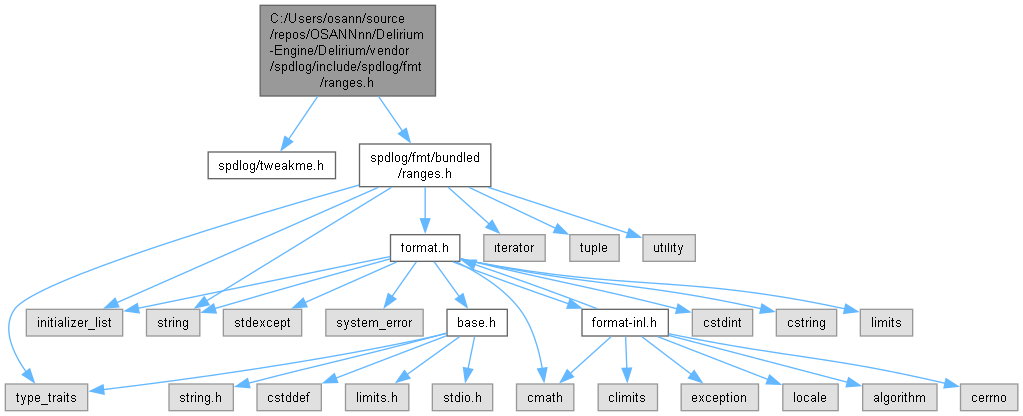 C:/Users/osann/source
/repos/OSANNnn/Delirium
-Engine/Delirium/vendor
/spdlog/include/spdlog/fmt
/ranges.h
spdlog/tweakme.h
spdlog/fmt/bundled
/ranges.h
format.h
iterator
tuple
utility
initializer_list
string
stdexcept
system_error
base.h
format-inl.h
cstdint
cstring
limits
type_traits
string.h
cstddef
limits.h
stdio.h
cmath
climits
exception
locale
algorithm
cerrno